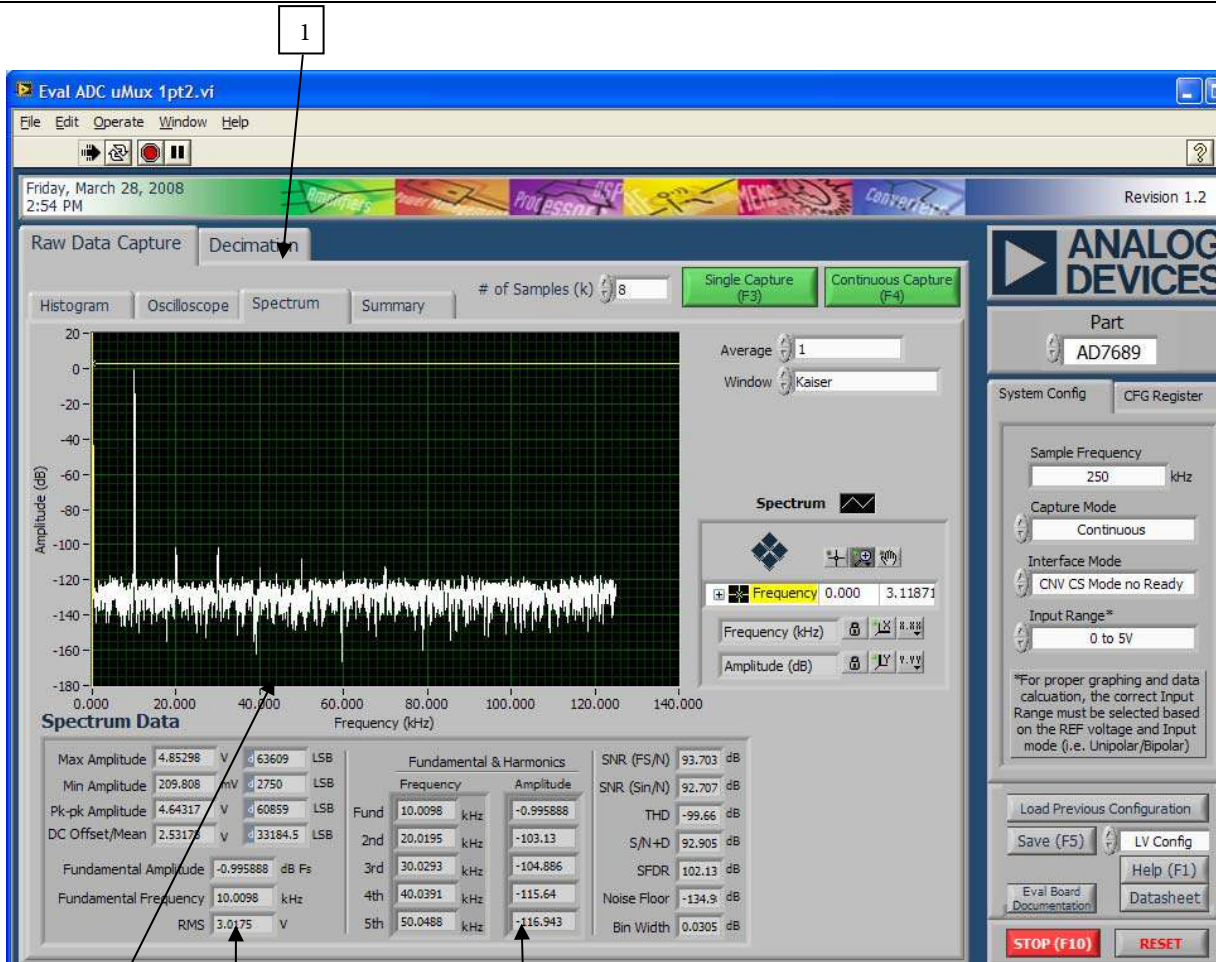 1
Eval ADC uMux 1pt2.vi
File Edit Operate Window Help
?
Friday, March 28, 2008
2:54 PM
Amplifiers Power Management Processors DSP MEMS Converters
Revision 1.2
Raw Data Capture Decimation
Histogram Oscilloscope Spectrum Summary
# of Samples (k) 8
Single Capture
(F3)
Continuous Capture
(F4)
ANALOG
DEVICES
Part
AD7689
Average 1
Window Kaiser
20
0
-20
-40
-60
-80
-100
-120
-140
-160
-180
Amplitude (dB)
0.000 20.000 40.000 60.000 80.000 100.000 120.000 140.000
Frequency (kHz)
Spectrum
Frequency 0.000 3.11871
Frequency (kHz) X 8.88
Amplitude (dB) Y Y.YY
System Config CFG Register
Sample Frequency
250 kHz
Capture Mode
Continuous
Interface Mode
CNV CS Mode no Ready
Input Range*
0 to 5V
*For proper graphing and data
calcuation, the correct Input
Range must be selected based
on the REF voltage and Input
mode (i.e. Unipolar/Bipolar)
Spectrum Data
Max Amplitude 4.85298 V d 63609 LSB
Min Amplitude 209.808 mV d 2750 LSB
Pk-pk Amplitude 4.64317 V d 60859 LSB
DC Offset/Mean 2.53178 V d 33184.5 LSB
Fundamental Amplitude -0.995888 dB Fs
Fundamental Frequency 10.0098 kHz
RMS 3.0175 V
Fundamental & Harmonics
Frequency Amplitude
Fund 10.0098 kHz -0.995888
2nd 20.0195 kHz -103.13
3rd 30.0293 kHz -104.886
4th 40.0391 kHz -115.64
5th 50.0488 kHz -116.943
SNR (FS/N) 93.703 dB
SNR (Sin/N) 92.707 dB
THD -99.66 dB
S/N+D 92.905 dB
SFDR 102.13 dB
Noise Floor -134.9 dB
Bin Width 0.0305 dB
Load Previous Configuration
Save (F5) LV Config
Help (F1)
Eval Board
Documentation
Datasheet
STOP (F10) RESET